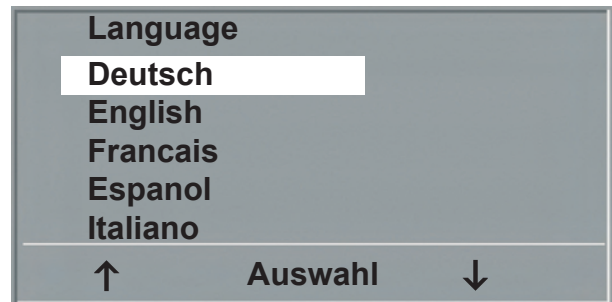 Language
Deutsch
English
Francais
Espanol
Italiano
↑ Auswahl ↓